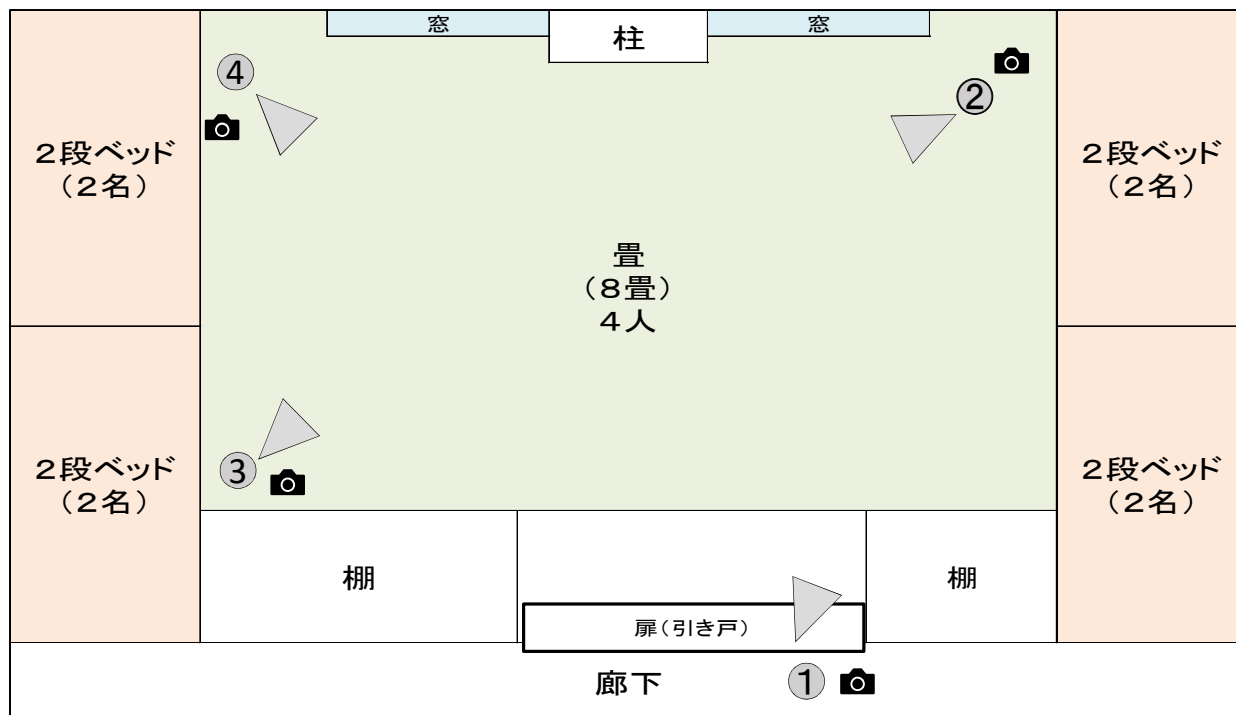 窓
柱
窓
④
②
２段ベッド
（２名）
２段ベッド
（２名）
畳
（８畳）
４人
２段ベッド
（２名）
③
２段ベッド
（２名）
棚
棚
扉（引き戸）
廊下
①